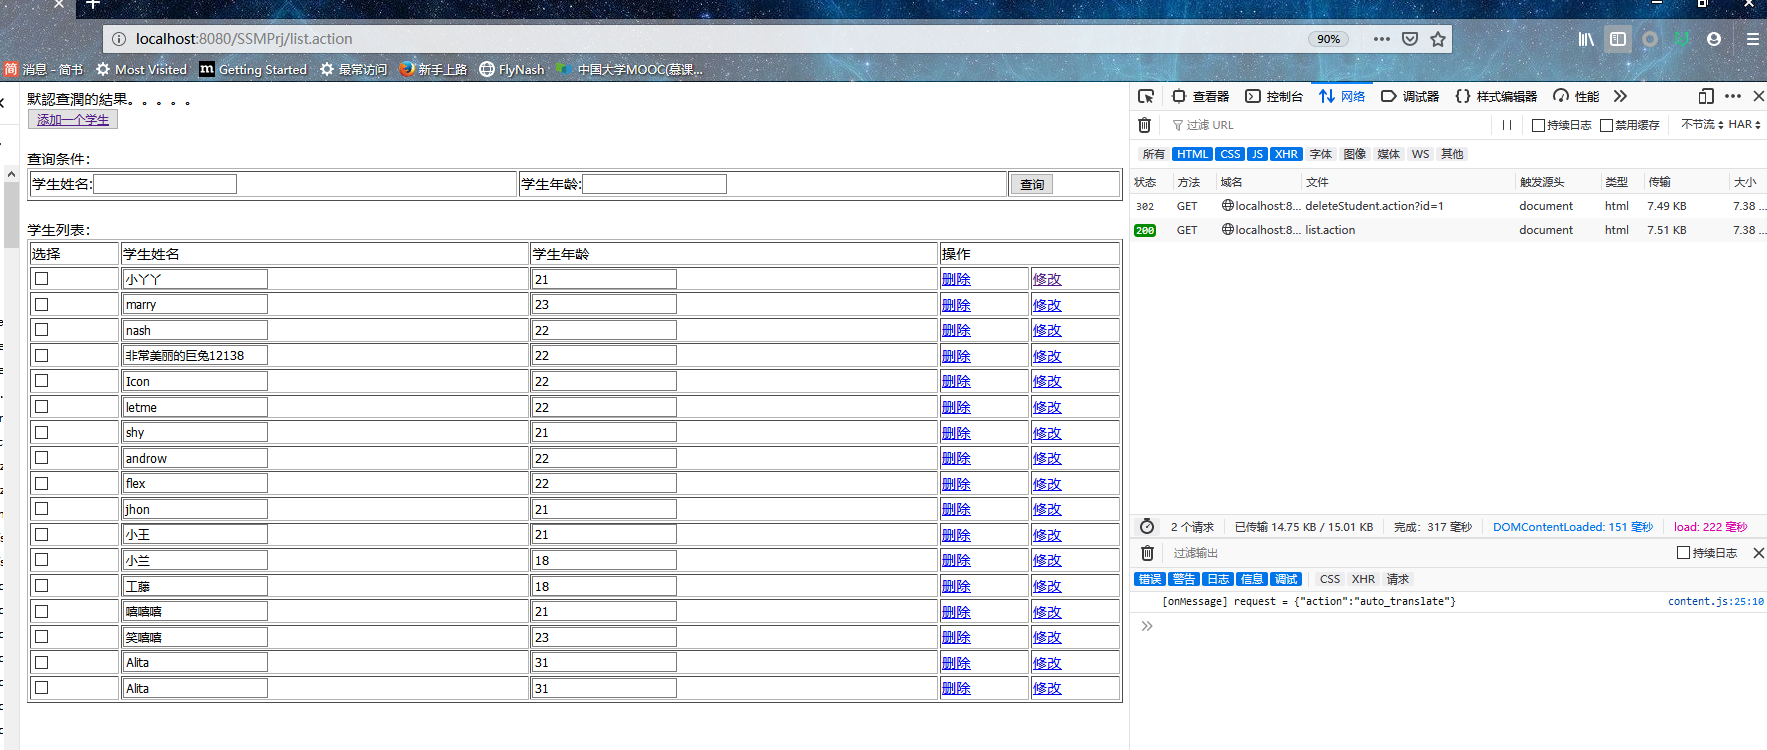 localhost:8080/SSMPrj/list.action 90%
简 消息 - 简书 Most Visited m Getting Started 最常访问 新手上路 FlyNash 中国大学MOOC(慕课...
默認查潤的結果。。。。。
添加一个学生
查询条件：
学生姓名: 学生年龄: 查询
学生列表：
选择 学生姓名 学生年龄 操作
小丫丫 21 删除 修改
marry 23 删除 修改
nash 22 删除 修改
非常美丽的巨兔12138 22 删除 修改
Icon 22 删除 修改
letme 22 删除 修改
shy 21 删除 修改
androw 22 删除 修改
flex 22 删除 修改
jhon 21 删除 修改
小王 21 删除 修改
小兰 18 删除 修改
工藤 18 删除 修改
嘻嘻嘻 21 删除 修改
笑嘻嘻 23 删除 修改
Alita 31 删除 修改
Alita 31 删除 修改
查看器 控制台 网络 调试器 样式编辑器 性能
过滤 URL 持续日志 禁用缓存 不节流 HAR
所有 HTML CSS JS XHR 字体 图像 媒体 WS 其他
状态 方法 域名 文件 触发源头 类型 传输 大小
302 GET localhost:8... deleteStudent.action?id=1 document html 7.49 KB 7.38 ...
200 GET localhost:8... list.action document html 7.51 KB 7.38 ...
2 个请求 已传输 14.75 KB / 15.01 KB 完成：317 毫秒 DOMContentLoaded: 151 毫秒 load: 222 毫秒
过滤输出 持续日志
错误 警告 日志 信息 调试 CSS XHR 请求
[onMessage] request = {"action":"auto_translate"} content.js:25:10